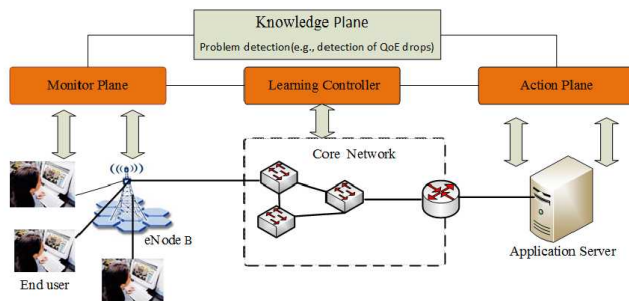 Knowledge Plane
Problem detection(e.g., detection of QoE drops)
Monitor Plane
Learning Controller
Action Plane
Core Network
eNode B
End user
Application Server